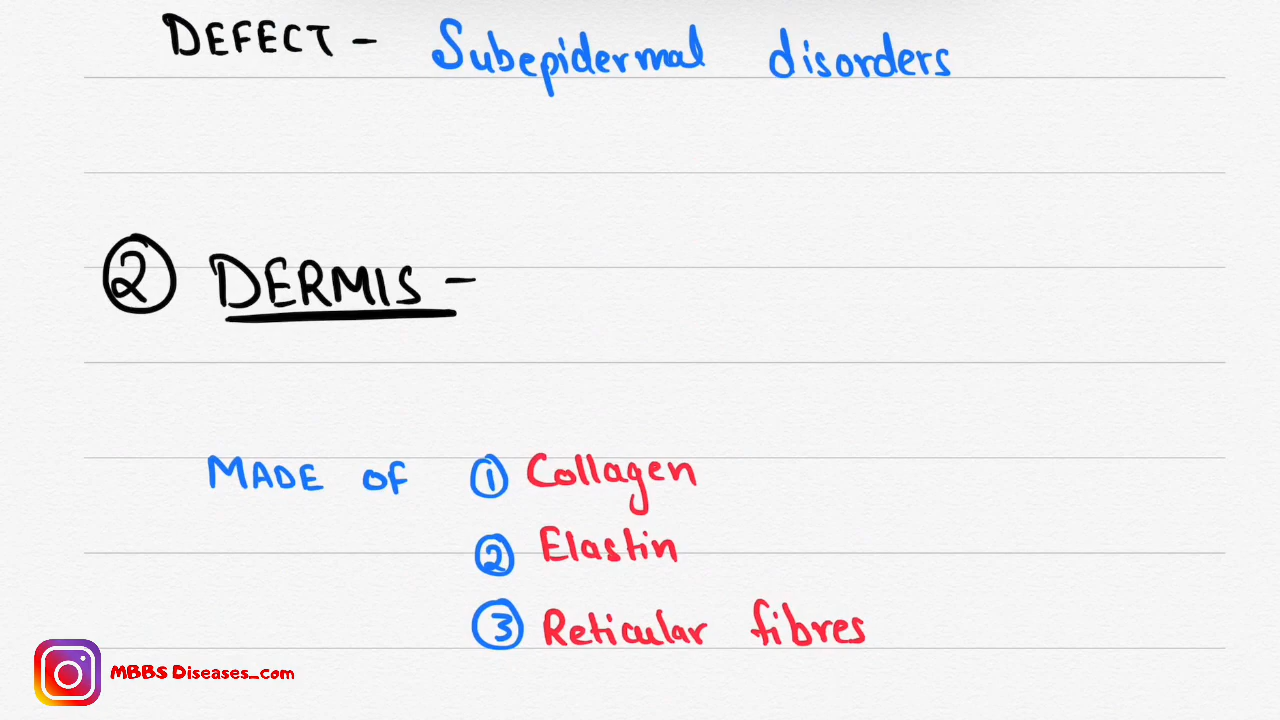 DEFECT - Subepidermal disorders
② DERMIS -
MADE OF ① Collagen
② Elastin
③ Reticular fibres
MBBS Diseases_com